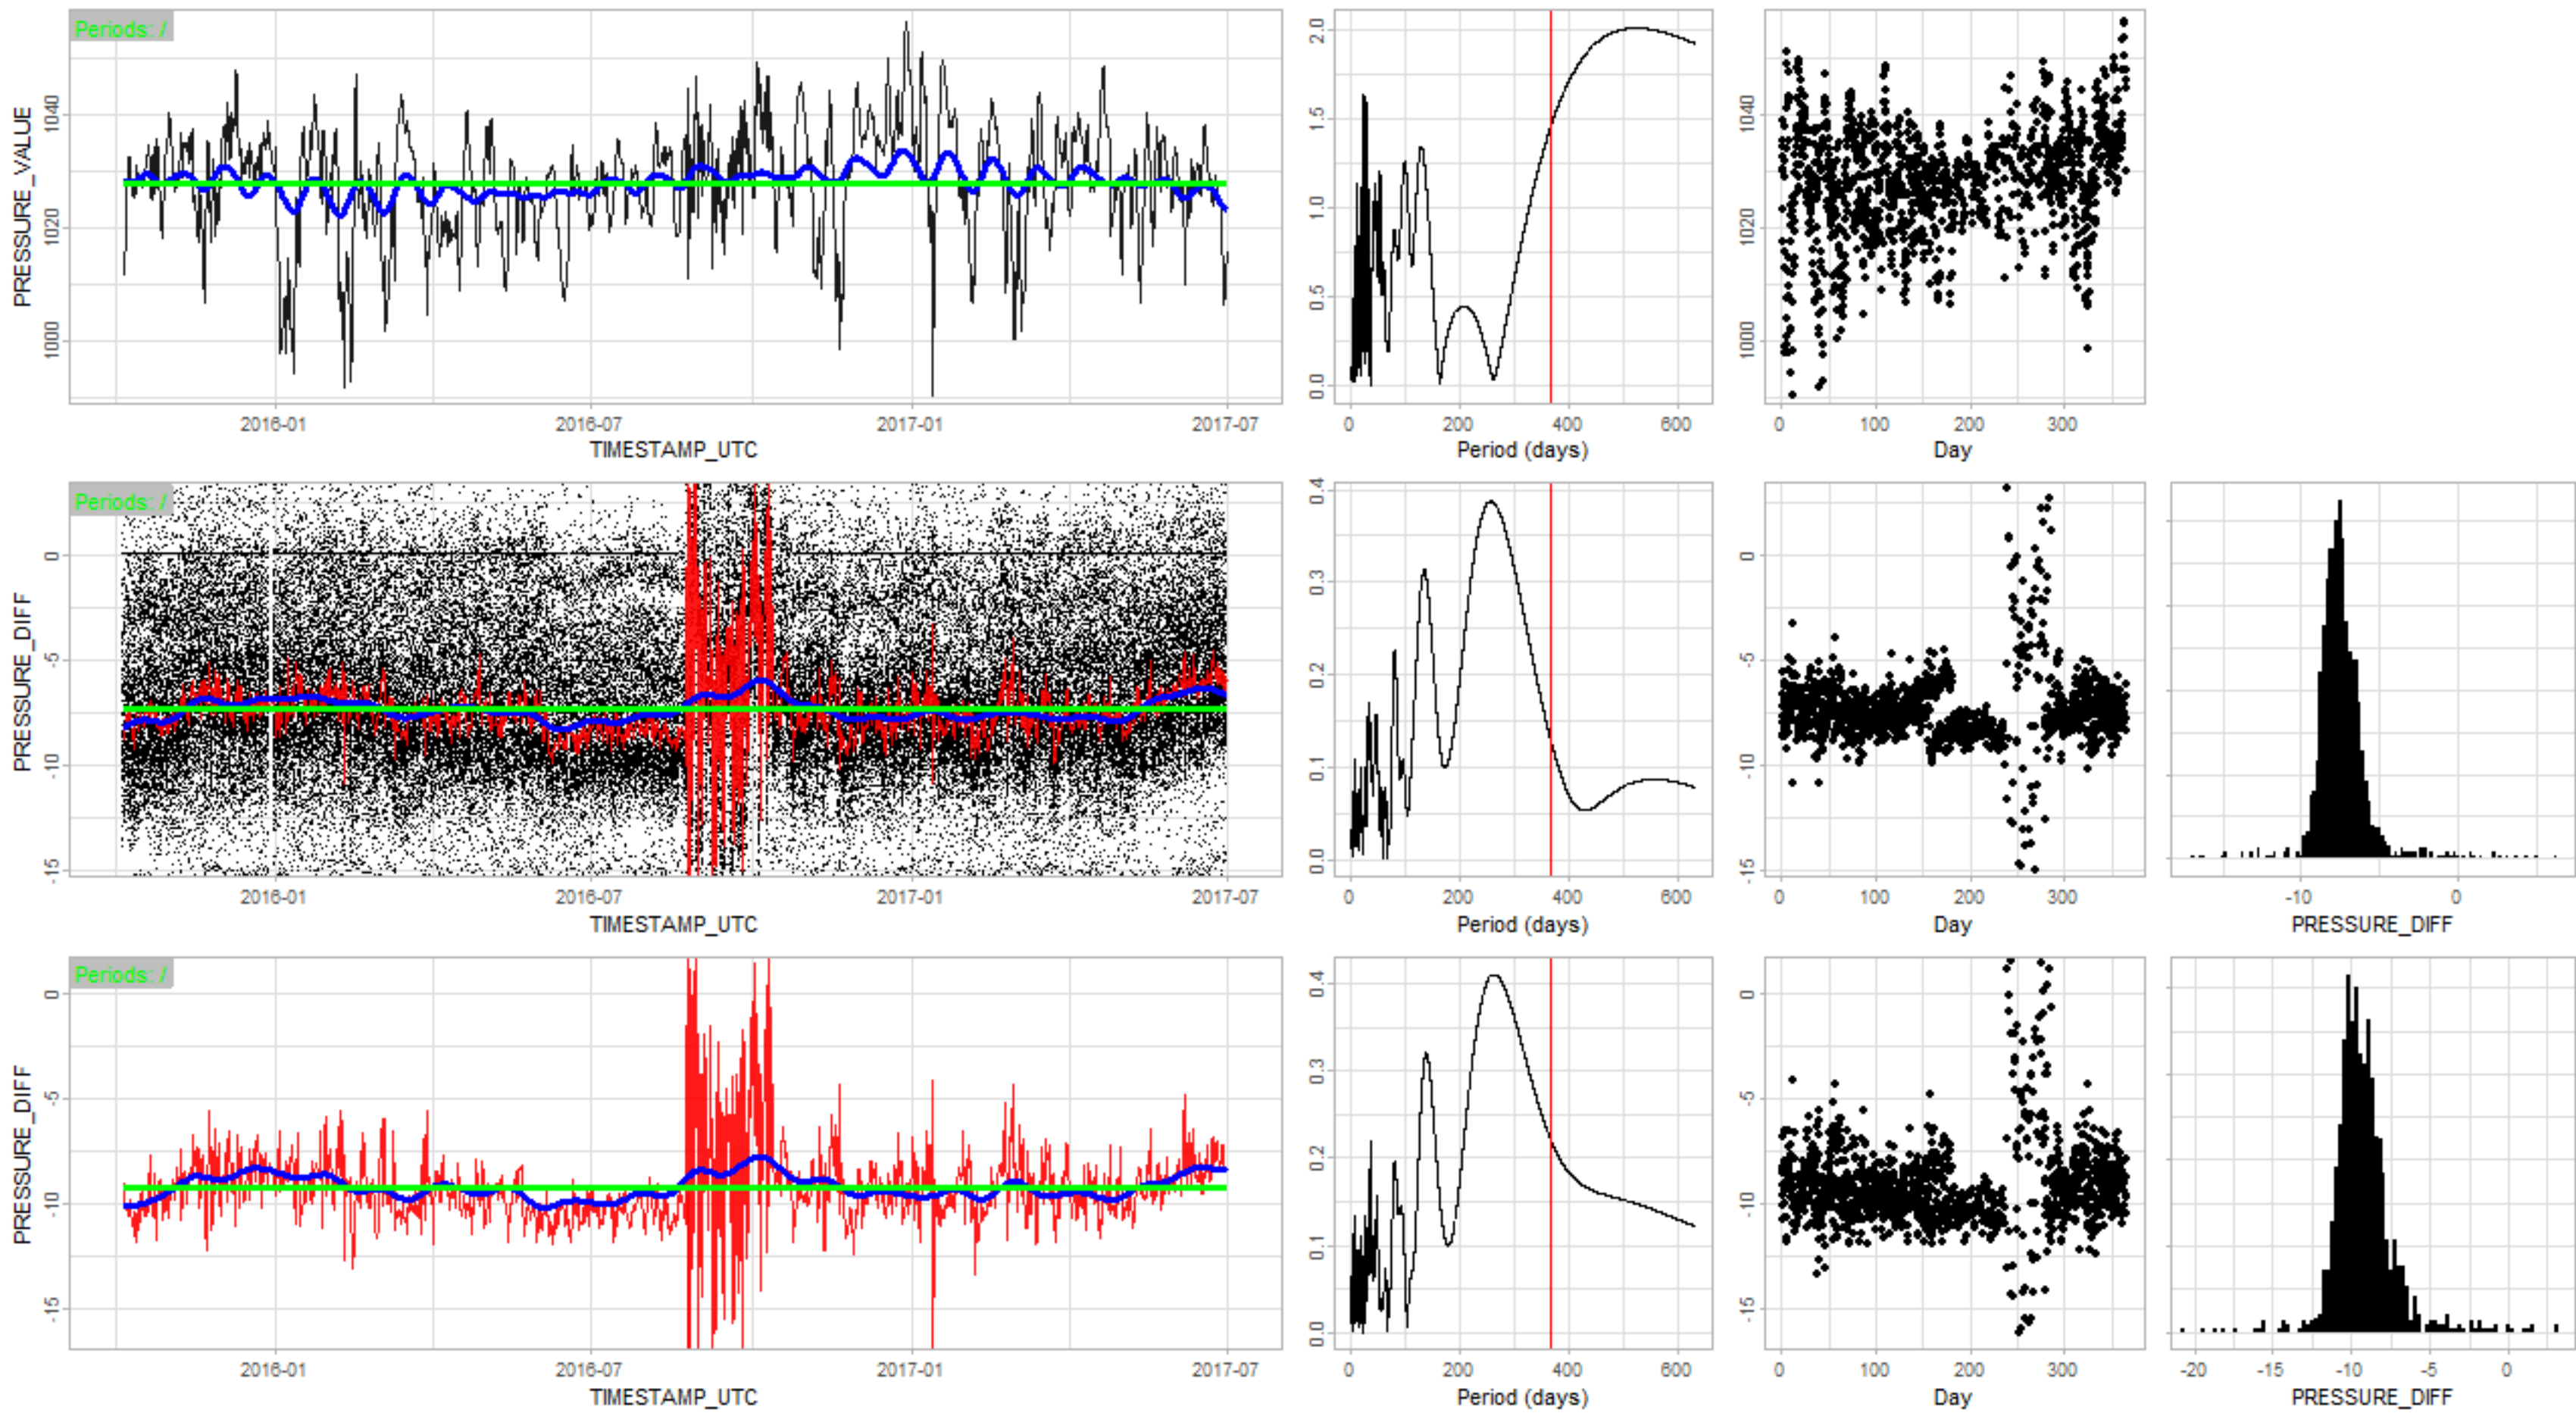 Periods: /
PRESSURE_VALUE
1000 1020 1040
2016-01 2016-07 2017-01 2017-07
TIMESTAMP_UTC
0.0 0.5 1.0 1.5 2.0
0 200 400 600
Period (days)
1000 1020 1040
0 100 200 300
Day
Periods: /
PRESSURE_DIFF
-15 -10 -5 0
2016-01 2016-07 2017-01 2017-07
TIMESTAMP_UTC
0.0 0.1 0.2 0.3 0.4
0 200 400 600
Period (days)
-15 -10 -5 0
0 100 200 300
Day
-10 0
PRESSURE_DIFF
Periods: /
PRESSURE_DIFF
-15 -10 -5 0
2016-01 2016-07 2017-01 2017-07
TIMESTAMP_UTC
0.0 0.1 0.2 0.3 0.4
0 200 400 600
Period (days)
-15 -10 -5 0
0 100 200 300
Day
-20 -15 -10 -5 0
PRESSURE_DIFF